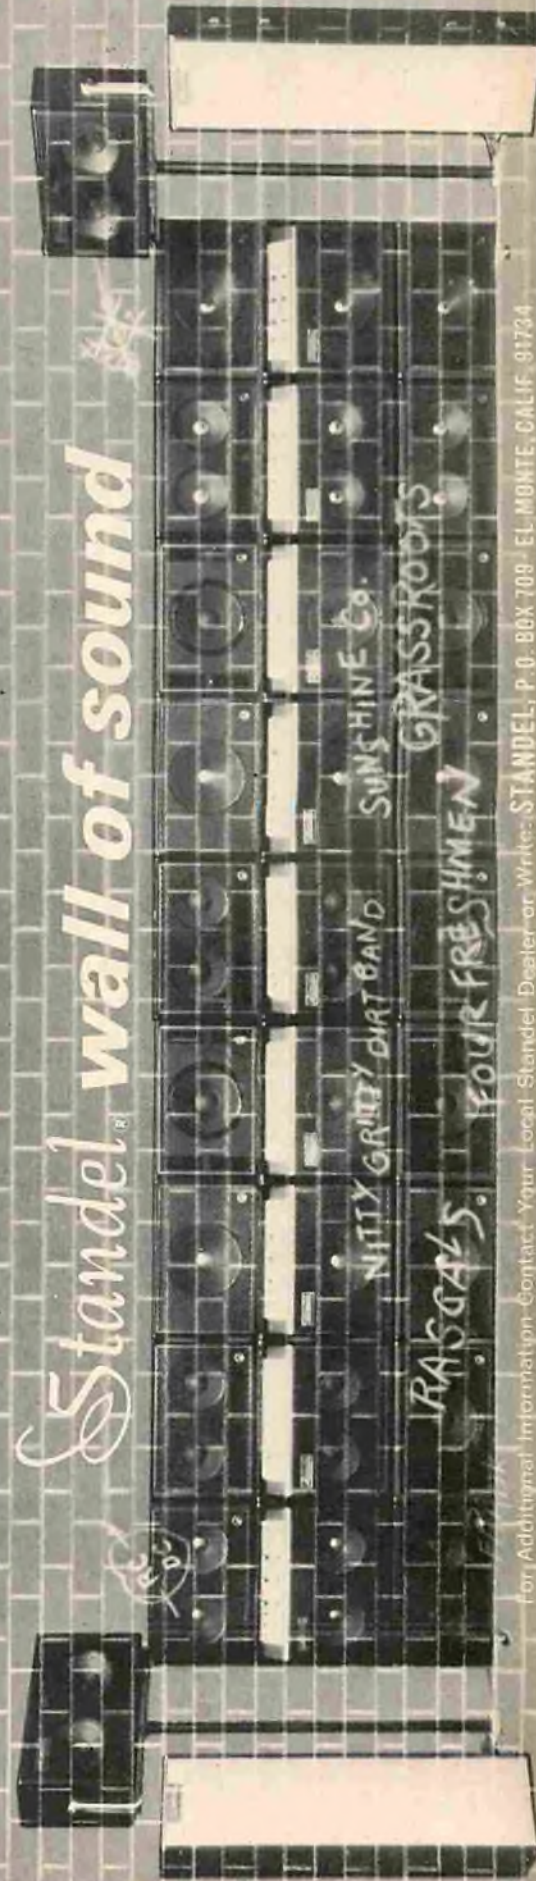 Standel® wall of sound
NITTY GRITTY DIRT BAND
SUNSHINE Co.
RASCALS
FOUR FRESHMEN
GRASSROOTS
For Additional Information Contact Your Local Standel Dealer or Write: STANDEL, P.O. BOX 709 EL MONTE, CALIF. 91734